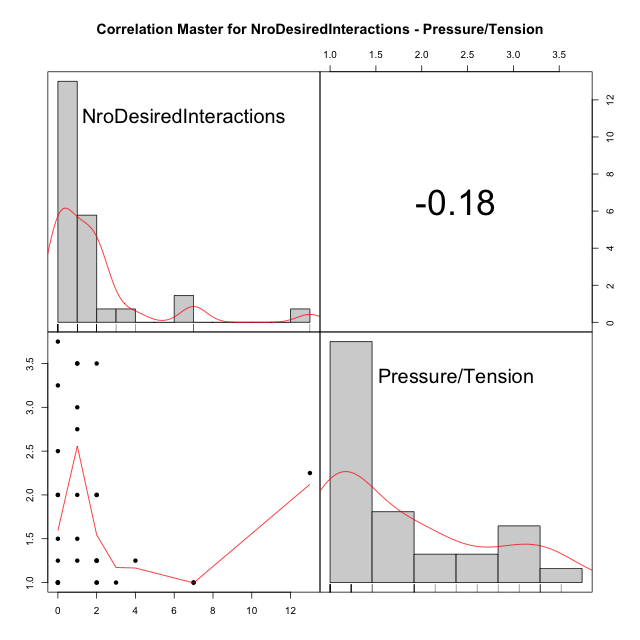 Correlation Master for NroDesiredInteractions - Pressure/Tension
1.0 1.5 2.0 2.5 3.0 3.5
NroDesiredInteractions
-0.18
12
10
8
6
4
2
0
3.5
3.0
2.5
2.0
1.5
1.0
Pressure/Tension
0 2 4 6 8 10 12